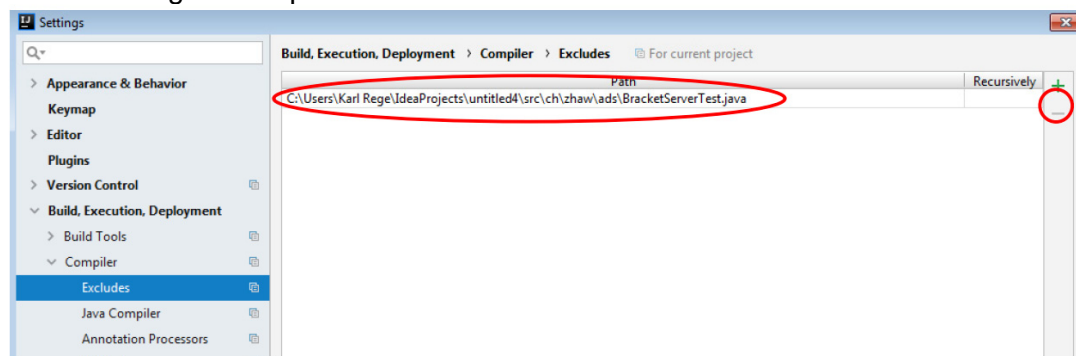 Settings
Build, Execution, Deployment > Compiler > Excludes For current project
> Appearance & Behavior
Keymap
> Editor
Plugins
> Version Control
Build, Execution, Deployment
> Build Tools
Compiler
Excludes
Java Compiler
Annotation Processors
Path Recursively
C:\Users\Karl Rege\IdeaProjects\untitled4\src\ch\zhaw\ads\BracketServerTest.java